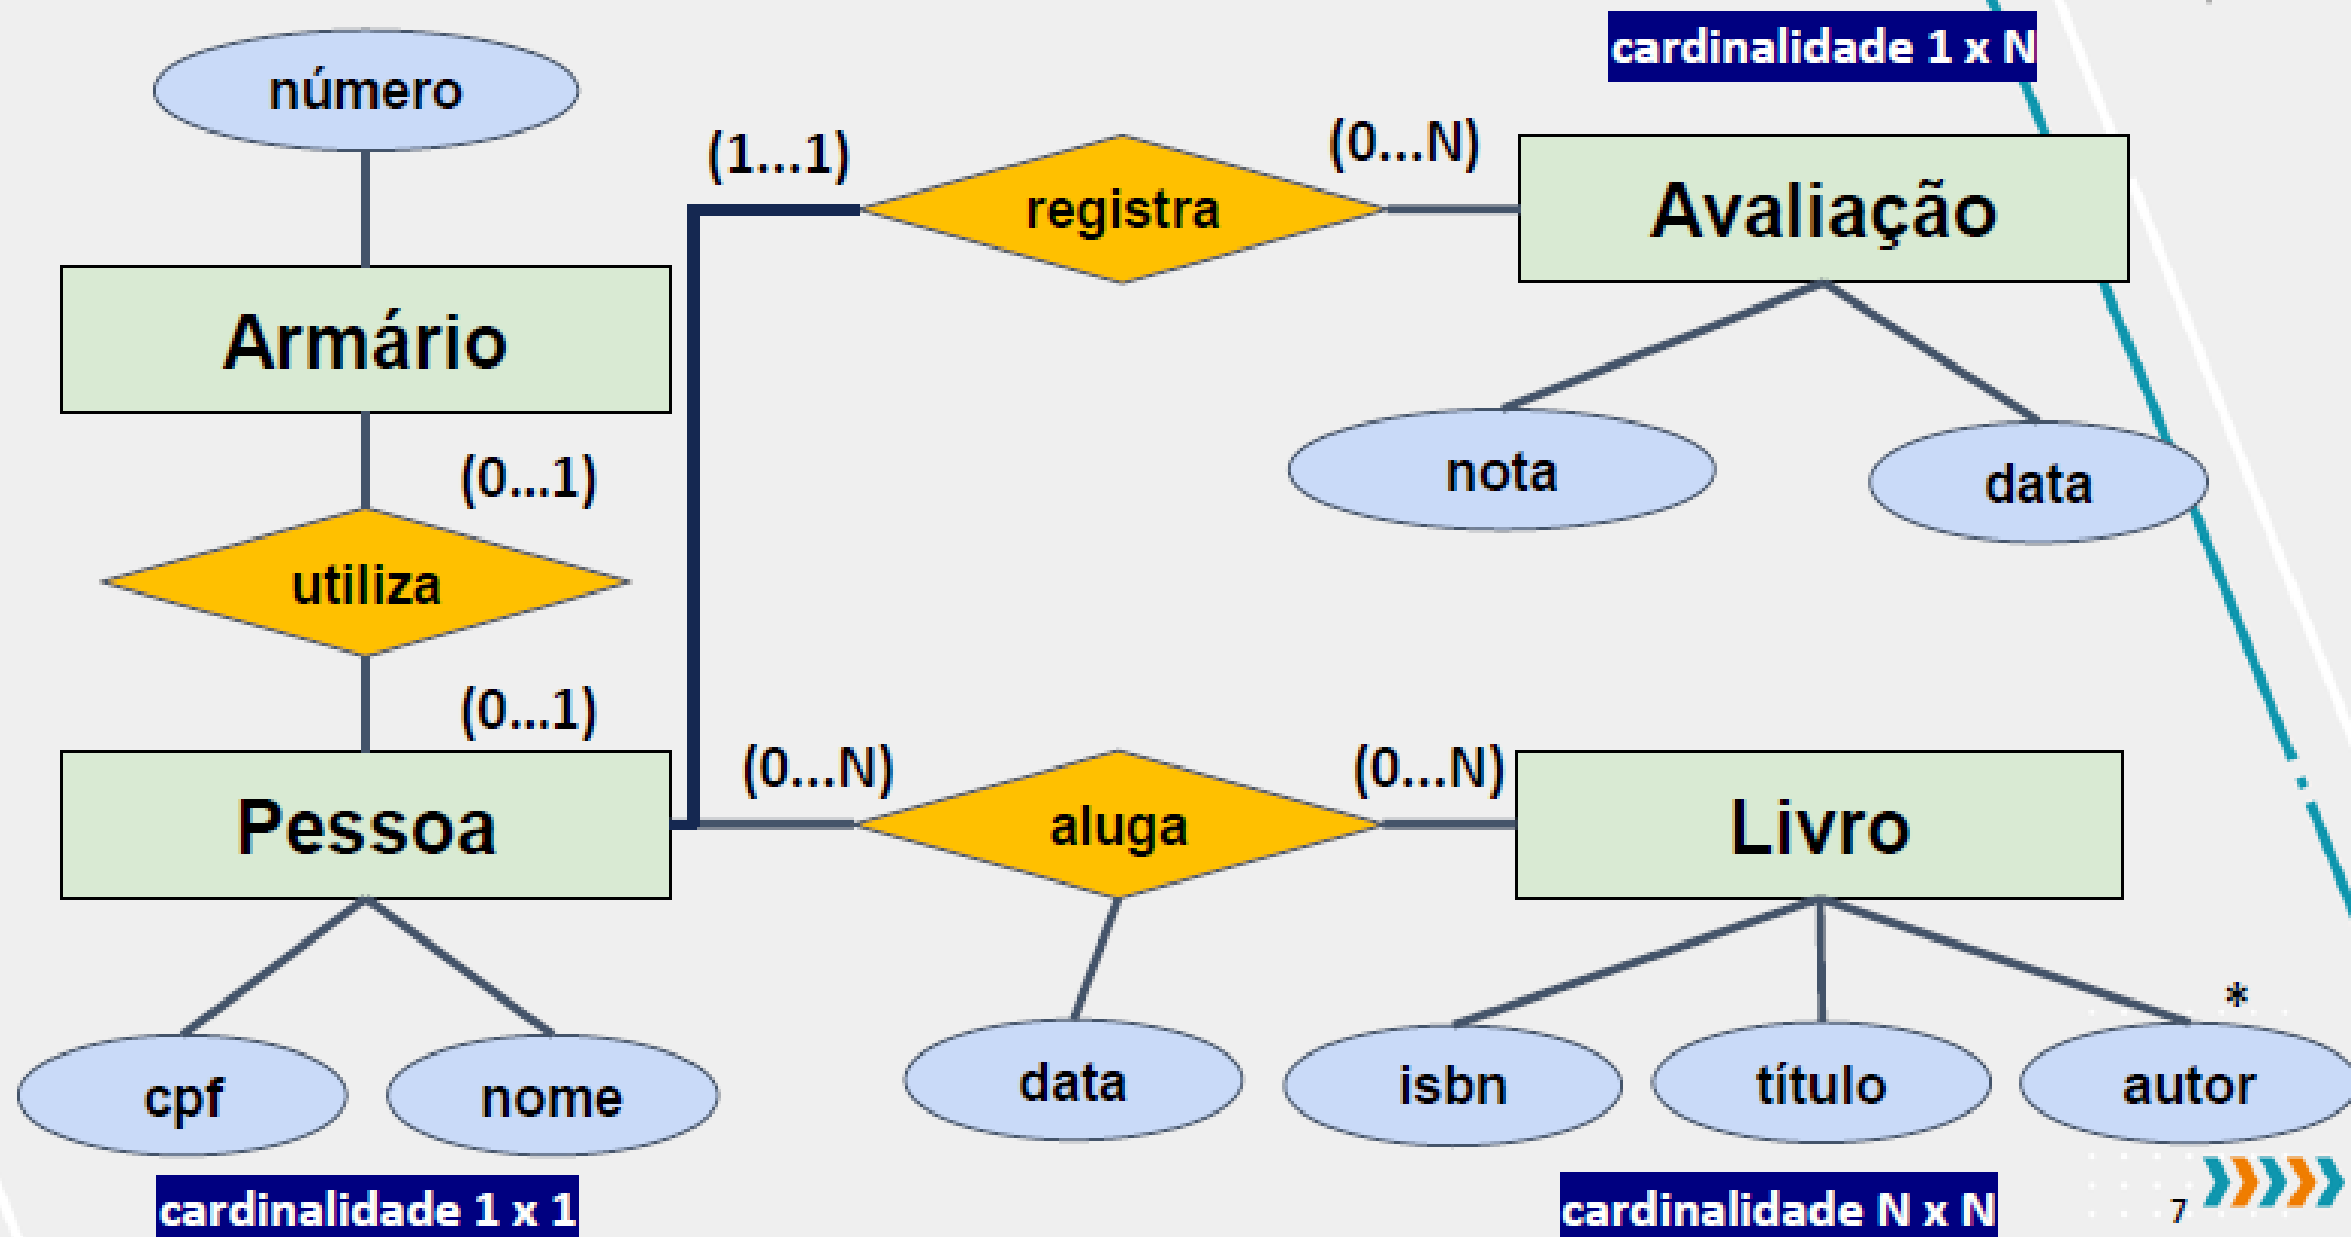 cardinalidade 1 x N
número
(1...1)
registra
(0...N)
Avaliação
Armário
nota
data
(0...1)
utiliza
(0...1)
Pessoa
(0...N)
aluga
(0...N)
Livro
cpf
nome
data
isbn
título
*
autor
cardinalidade 1 x 1
cardinalidade N x N
7